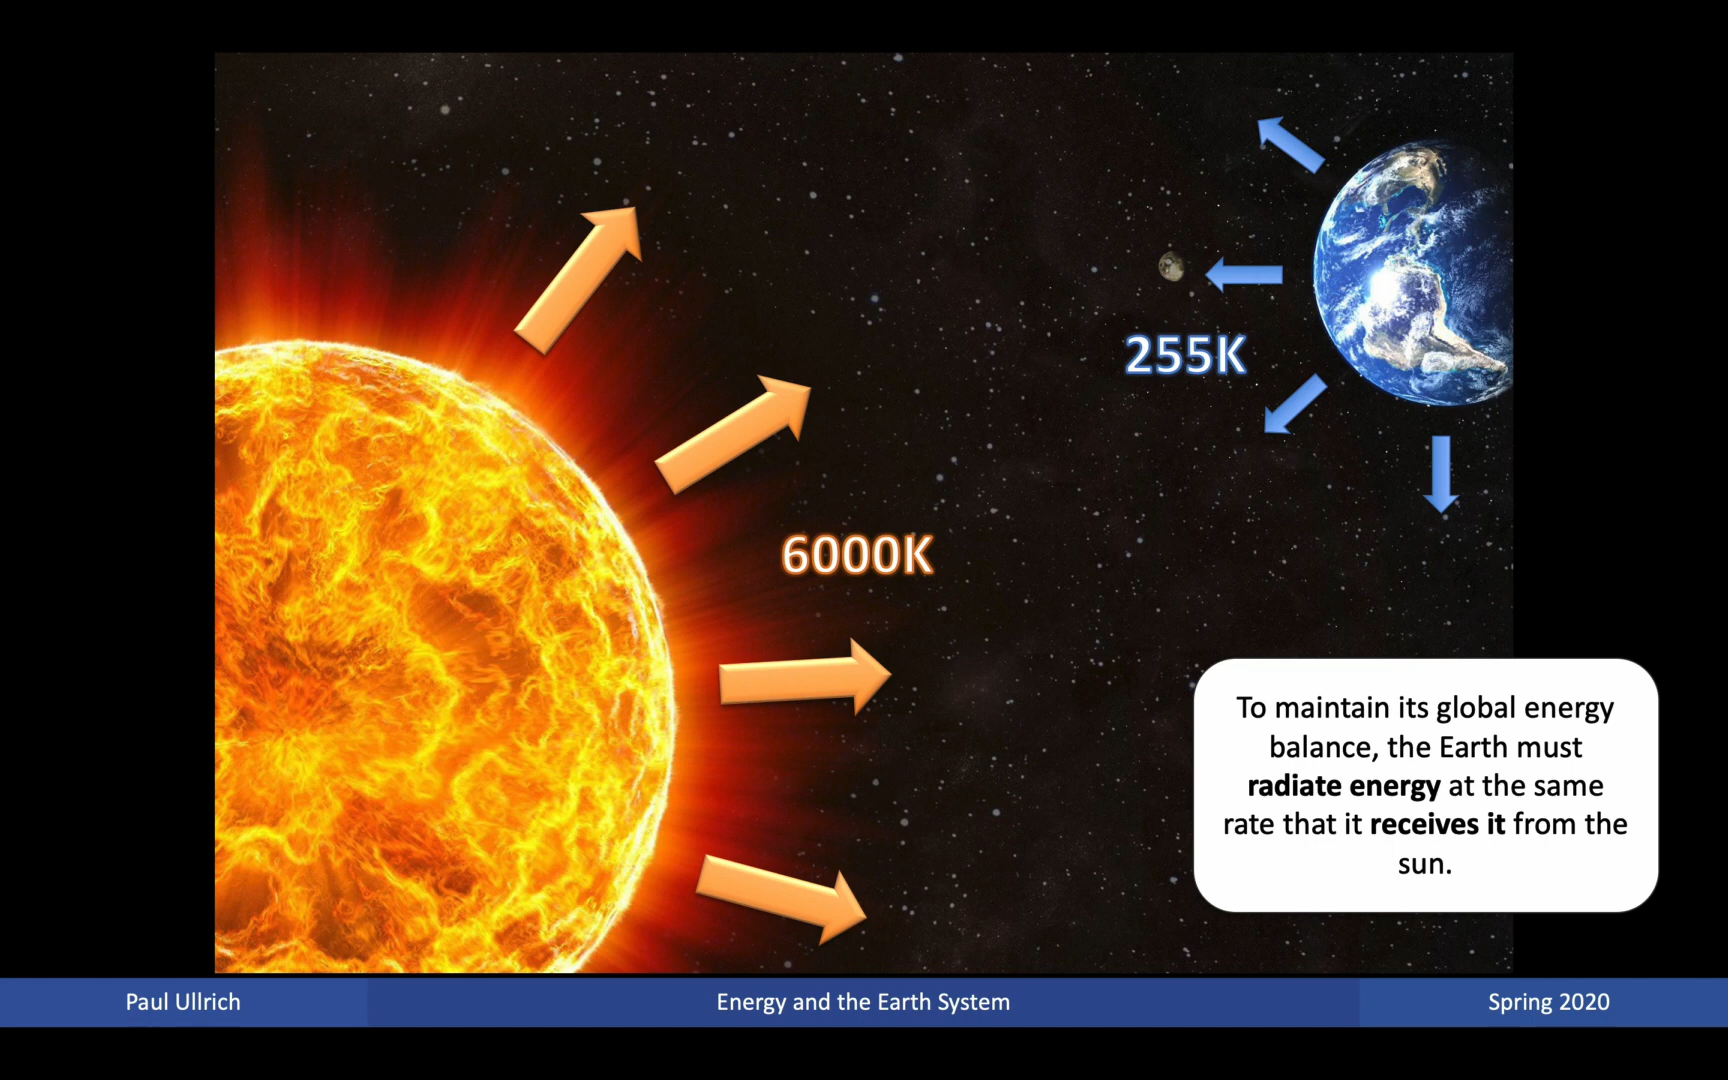 255K
6000K
To maintain its global energy
balance, the Earth must
radiate energy at the same
rate that it receives it from the
sun.
Paul Ullrich
Energy and the Earth System
Spring 2020